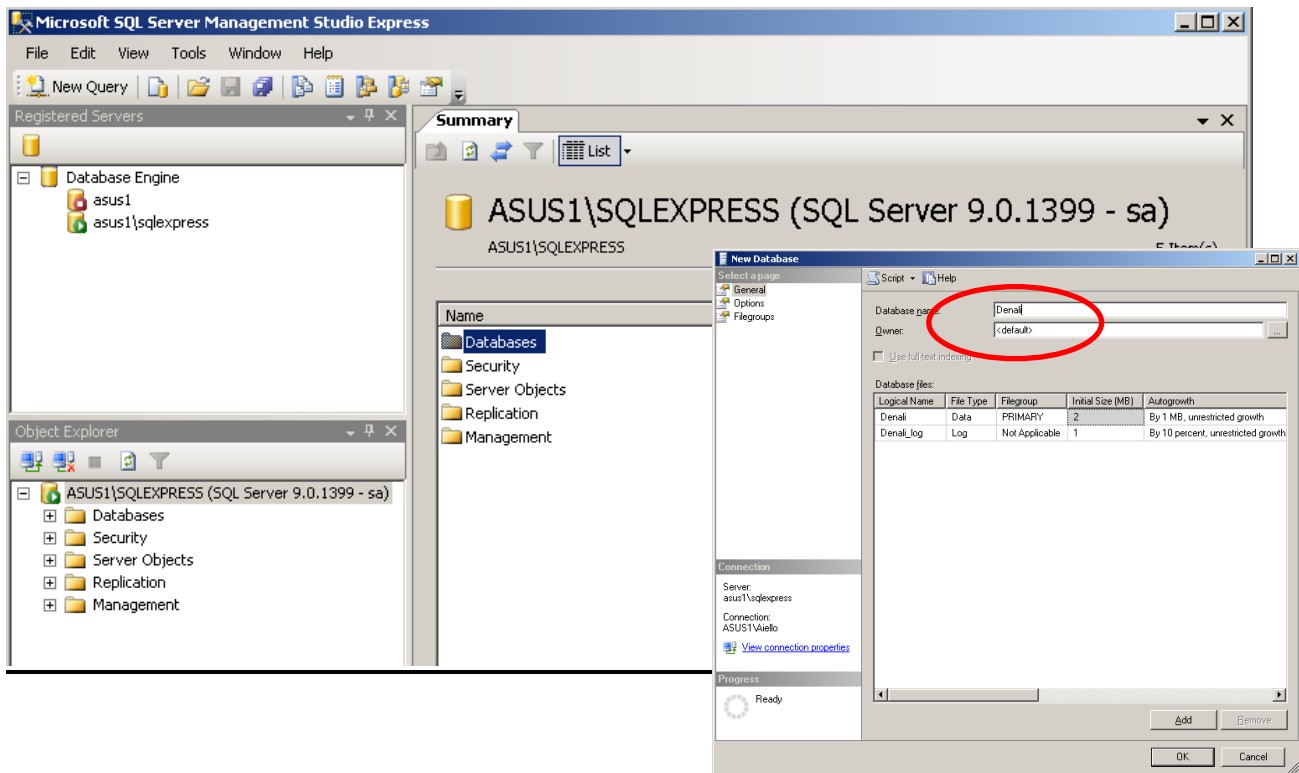 Microsoft SQL Server Management Studio Express
File Edit View Tools Window Help
New Query
Registered Servers
Database Engine
asus1
asus1\sqlexpress
Object Explorer
ASUS1\SQLEXPRESS (SQL Server 9.0.1399 - sa)
Databases
Security
Server Objects
Replication
Management
Summary
List
ASUS1\SQLEXPRESS (SQL Server 9.0.1399 - sa)
ASUS1\SQLEXPRESS
5 Item(s)
Name
Databases
Security
Server Objects
Replication
Management
New Database
Select a page
General
Options
Filegroups
Script Help
Database name: Denali
Owner: <default> ...
Use full-text indexing
Database files:
Logical Name File Type Filegroup Initial Size (MB) Autogrowth
Denali Data PRIMARY 2 By 1 MB, unrestricted growth
Denali_log Log Not Applicable 1 By 10 percent, unrestricted growth
Connection
Server:
asus1\sqlexpress
Connection:
ASUS1\Aiello
View connection properties
Progress
Ready
Add Remove
OK Cancel